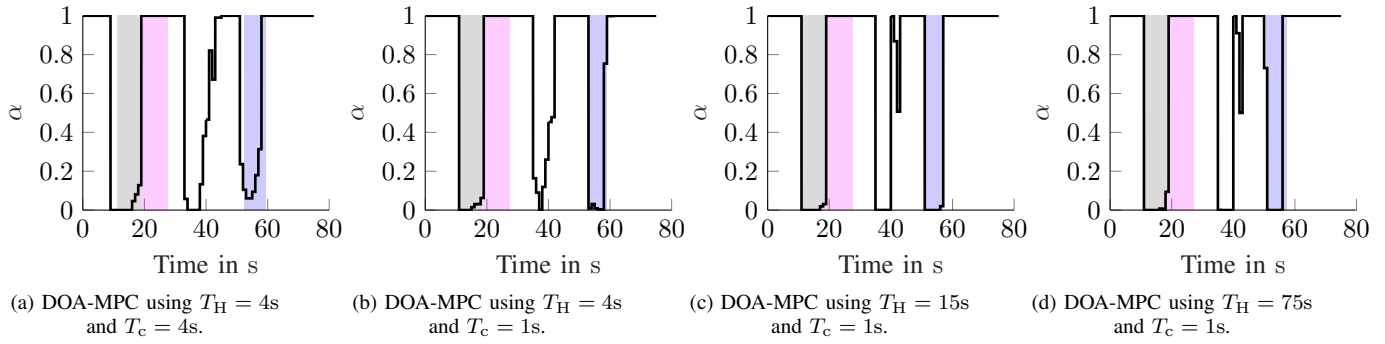 1
0.8
0.6
0.4
0.2
0
α
0 20 40 60 80
Time in s
(a) DOA-MPC using T_H = 4s
and T_c = 4s.
1
0.8
0.6
0.4
0.2
0
α
0 20 40 60 80
Time in s
(b) DOA-MPC using T_H = 4s
and T_c = 1s.
1
0.8
0.6
0.4
0.2
0
α
0 20 40 60 80
Time in s
(c) DOA-MPC using T_H = 15s
and T_c = 1s.
1
0.8
0.6
0.4
0.2
0
α
0 20 40 60 80
Time in s
(d) DOA-MPC using T_H = 75s
and T_c = 1s.